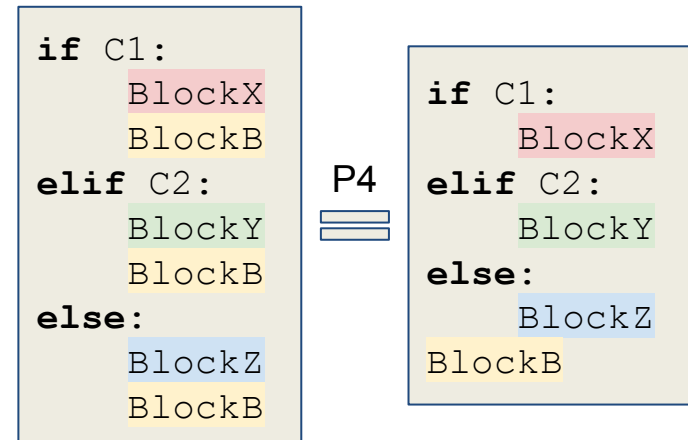 if C1:
BlockX
BlockB
elif C2:
BlockY
BlockB
else:
BlockZ
BlockB
P4
if C1:
BlockX
elif C2:
BlockY
else:
BlockZ
BlockB